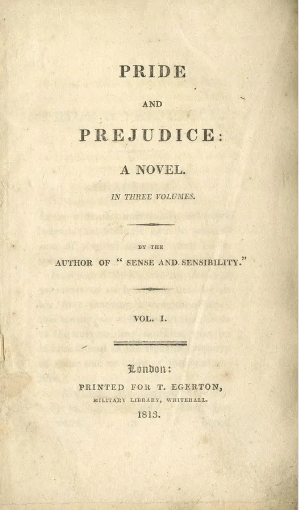 PRIDE
AND
PREJUDICE:
A NOVEL.
IN THREE VOLUMES.
BY THE
AUTHOR OF “ SENSE AND SENSIBILITY.”
VOL. I.
London:
PRINTED FOR T. EGERTON,
MILITARY LIBRARY, WHITEHALL.
1813.